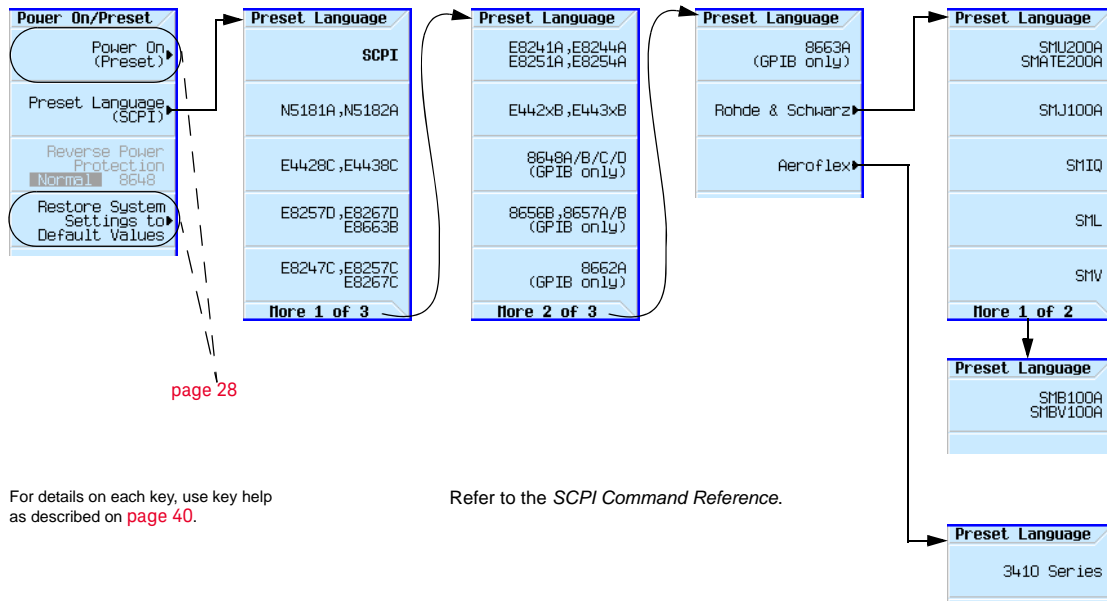 Power On/Preset
Power On
(Preset)
Preset Language
(SCPI)
Reverse Power
Protection
Normal 8648
Restore System
Settings to
Default Values
page 28
Preset Language
SCPI
N5181A,N5182A
E4428C,E4438C
E8257D,E8267D
E8663B
E8247C,E8257C
E8267C
More 1 of 3
Preset Language
E8241A,E8244A
E8251A,E8254A
E442xB,E443xB
8648A/B/C/D
(GPIB only)
8656B,8657A/B
(GPIB only)
8662A
(GPIB only)
More 2 of 3
Preset Language
8663A
(GPIB only)
Rohde & Schwarz
Aeroflex
Preset Language
SMU200A
SMATE200A
SMJ100A
SMIQ
SML
SMV
More 1 of 2
Preset Language
SMB100A
SMBV100A
For details on each key, use key help
as described on page 40.
Refer to the SCPI Command Reference.
Preset Language
3410 Series